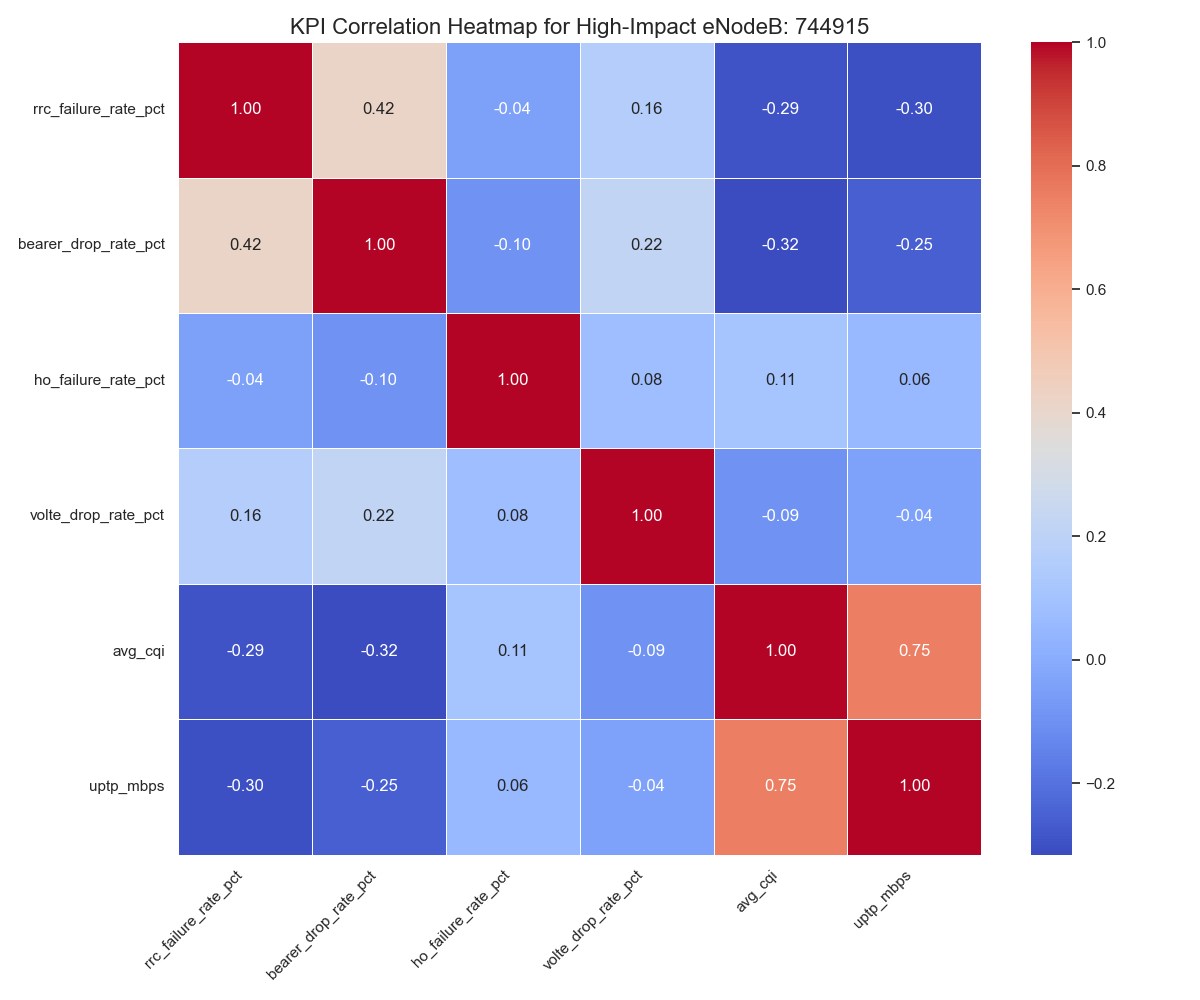 KPI Correlation Heatmap for High-Impact eNodeB: 744915
rrc_failure_rate_pct 1.00 0.42 -0.04 0.16 -0.29 -0.30
bearer_drop_rate_pct 0.42 1.00 -0.10 0.22 -0.32 -0.25
ho_failure_rate_pct -0.04 -0.10 1.00 0.08 0.11 0.06
volte_drop_rate_pct 0.16 0.22 0.08 1.00 -0.09 -0.04
avg_cqi -0.29 -0.32 0.11 -0.09 1.00 0.75
uptp_mbps -0.30 -0.25 0.06 -0.04 0.75 1.00
rrc_failure_rate_pct
bearer_drop_rate_pct
ho_failure_rate_pct
volte_drop_rate_pct
avg_cqi
uptp_mbps
1.0
0.8
0.6
0.4
0.2
0.0
−0.2